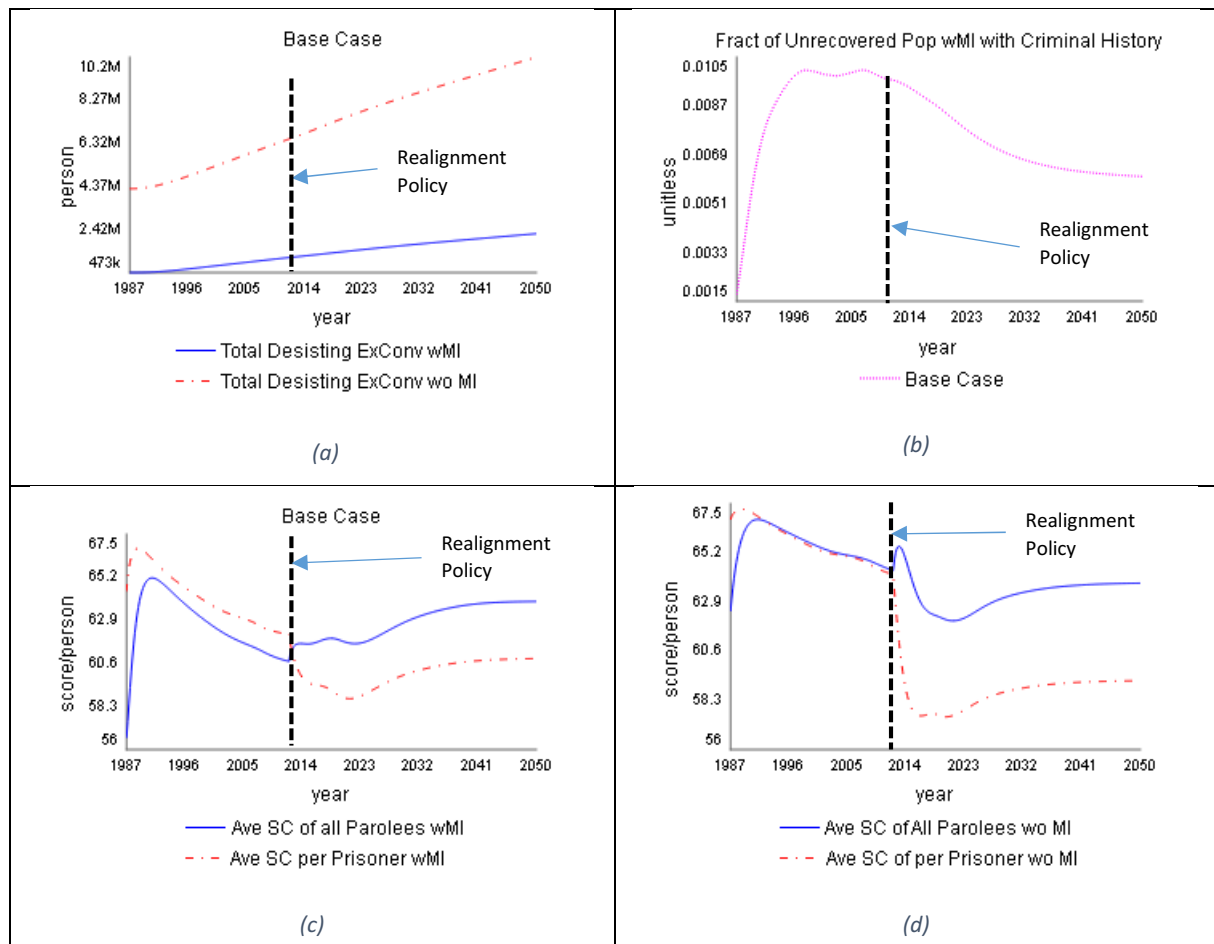 Base Case
10.2M
8.27M
6.32M
4.37M
2.42M
473k
person
Realignment
Policy
1987 1996 2005 2014 2023 2032 2041 2050
year
Total Desisting ExConv wMI
Total Desisting ExConv wo MI
(a)
Fract of Unrecovered Pop wMI with Criminal History
0.0105
0.0087
0.0069
0.0051
0.0033
0.0015
unitless
Realignment
Policy
1987 1996 2005 2014 2023 2032 2041 2050
year
Base Case
(b)
Base Case
67.5
65.2
62.9
60.6
58.3
56
score/person
Realignment
Policy
1987 1996 2005 2014 2023 2032 2041 2050
year
Ave SC of all Parolees wMI
Ave SC per Prisoner wMI
(c)
67.5
65.2
62.9
60.6
58.3
56
score/person
Realignment
Policy
1987 1996 2005 2014 2023 2032 2041 2050
year
Ave SC of All Parolees wo MI
Ave SC of per Prisoner wo MI
(d)